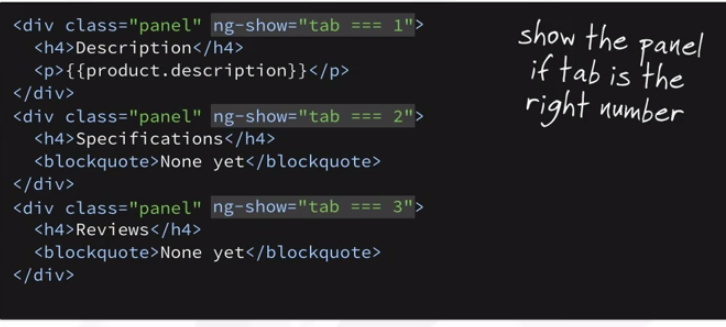 <div class="panel" ng-show="tab === 1">
  <h4>Description</h4>
  <p>{{product.description}}</p>
</div>
<div class="panel" ng-show="tab === 2">
  <h4>Specifications</h4>
  <blockquote>None yet</blockquote>
</div>
<div class="panel" ng-show="tab === 3">
  <h4>Reviews</h4>
  <blockquote>None yet</blockquote>
</div>
show the panel
if tab is the
right number